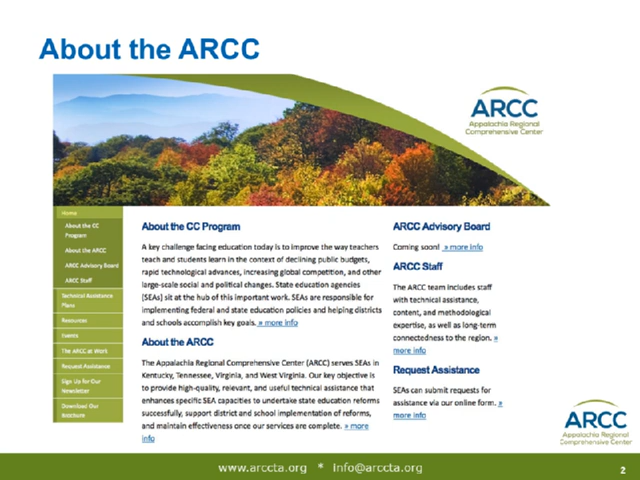 About the ARCC
ARCC
Appalachia Regional
Comprehensive Center
Home
About the CC
Program
About the ARCC
ARCC Advisory Board
ARCC Staff
Technical Assistance
Plans
Resources
Events
The ARCC at Work
Request Assistance
Sign Up for Our
Newsletter
Download Our
Brochure
About the CC Program
A key challenge facing education today is to improve the way teachers
teach and students learn in the context of declining public budgets,
rapid technological advances, increasing global competition, and other
large-scale social and political changes. State education agencies
(SEAs) sit at the hub of this important work. SEAs are responsible for
implementing federal and state education policies and helping districts
and schools accomplish key goals. » more info
About the ARCC
The Appalachia Regional Comprehensive Center (ARCC) serves SEAs in
Kentucky, Tennessee, Virginia, and West Virginia. Our key objective is
to provide high-quality, relevant, and useful technical assistance that
enhances specific SEA capacities to undertake state education reforms
successfully, support district and school implementation of reforms,
and maintain effectiveness once our services are complete. » more
info
ARCC Advisory Board
Coming soon! » more info
ARCC Staff
The ARCC team includes staff
with technical assistance,
content, and methodological
expertise, as well as long-term
connectedness to the region. »
more info
Request Assistance
SEAs can submit requests for
assistance via our online form. »
more info
ARCC
Appalachia Regional
Comprehensive Center
www.arccta.org * info@arccta.org
2